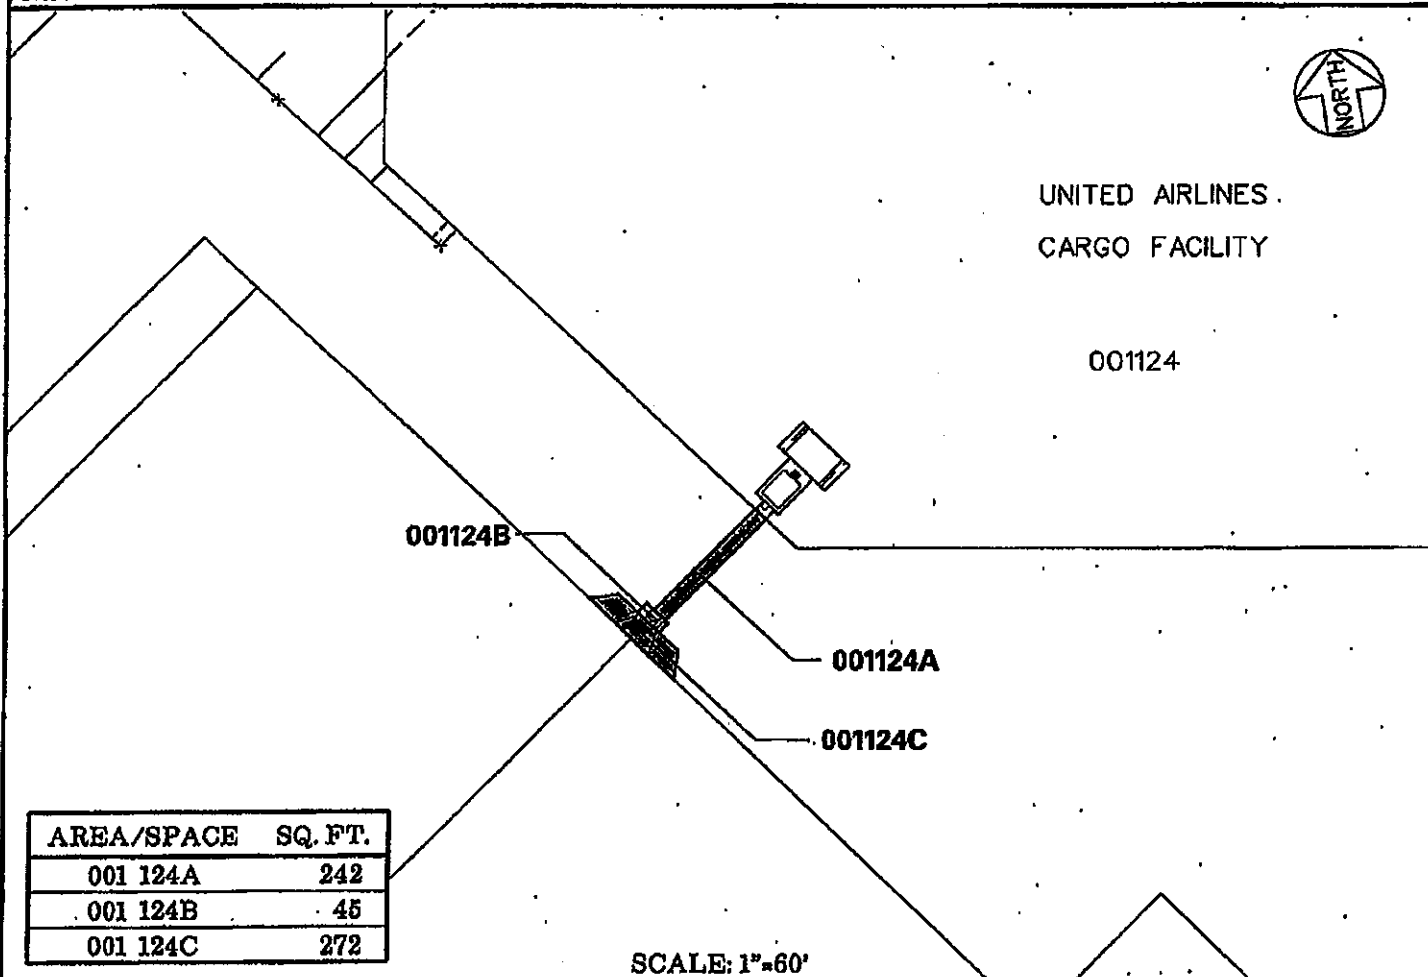 NORTH
UNITED AIRLINES
CARGO FACILITY
001124
001124B
001124A
001124C
AREA/SPACE SQ. FT.
001 124A 242
001 124B 45
001 124C 272
SCALE: 1"=60'